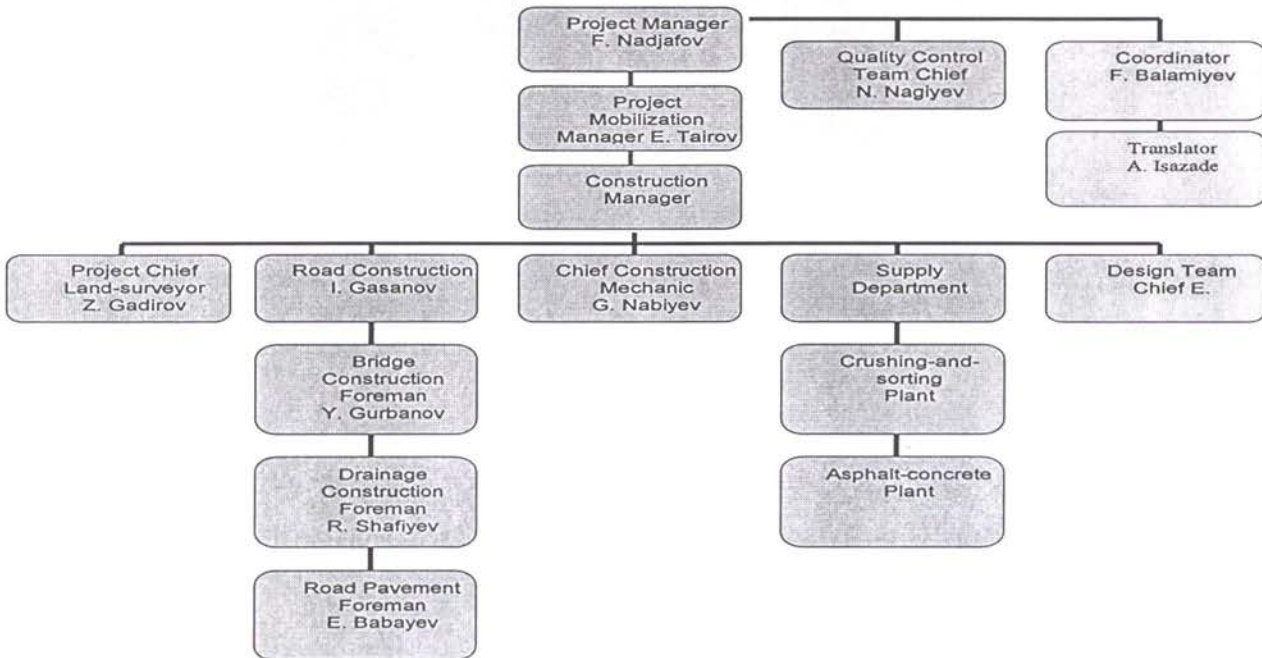 Project Manager
F. Nadjafov
Quality Control
Team Chief
N. Nagiyev
Coordinator
F. Balamiyev
Project
Mobilization
Manager E. Tairov
Translator
A. Isazade
Construction
Manager
Project Chief
Land-surveyor
Z. Gadirov
Road Construction
I. Gasanov
Chief Construction
Mechanic
G. Nabiyev
Supply
Department
Design Team
Chief E.
Bridge
Construction
Foreman
Y. Gurbanov
Crushing-and-
sorting
Plant
Drainage
Construction
Foreman
R. Shafiyev
Asphalt-concrete
Plant
Road Pavement
Foreman
E. Babayev